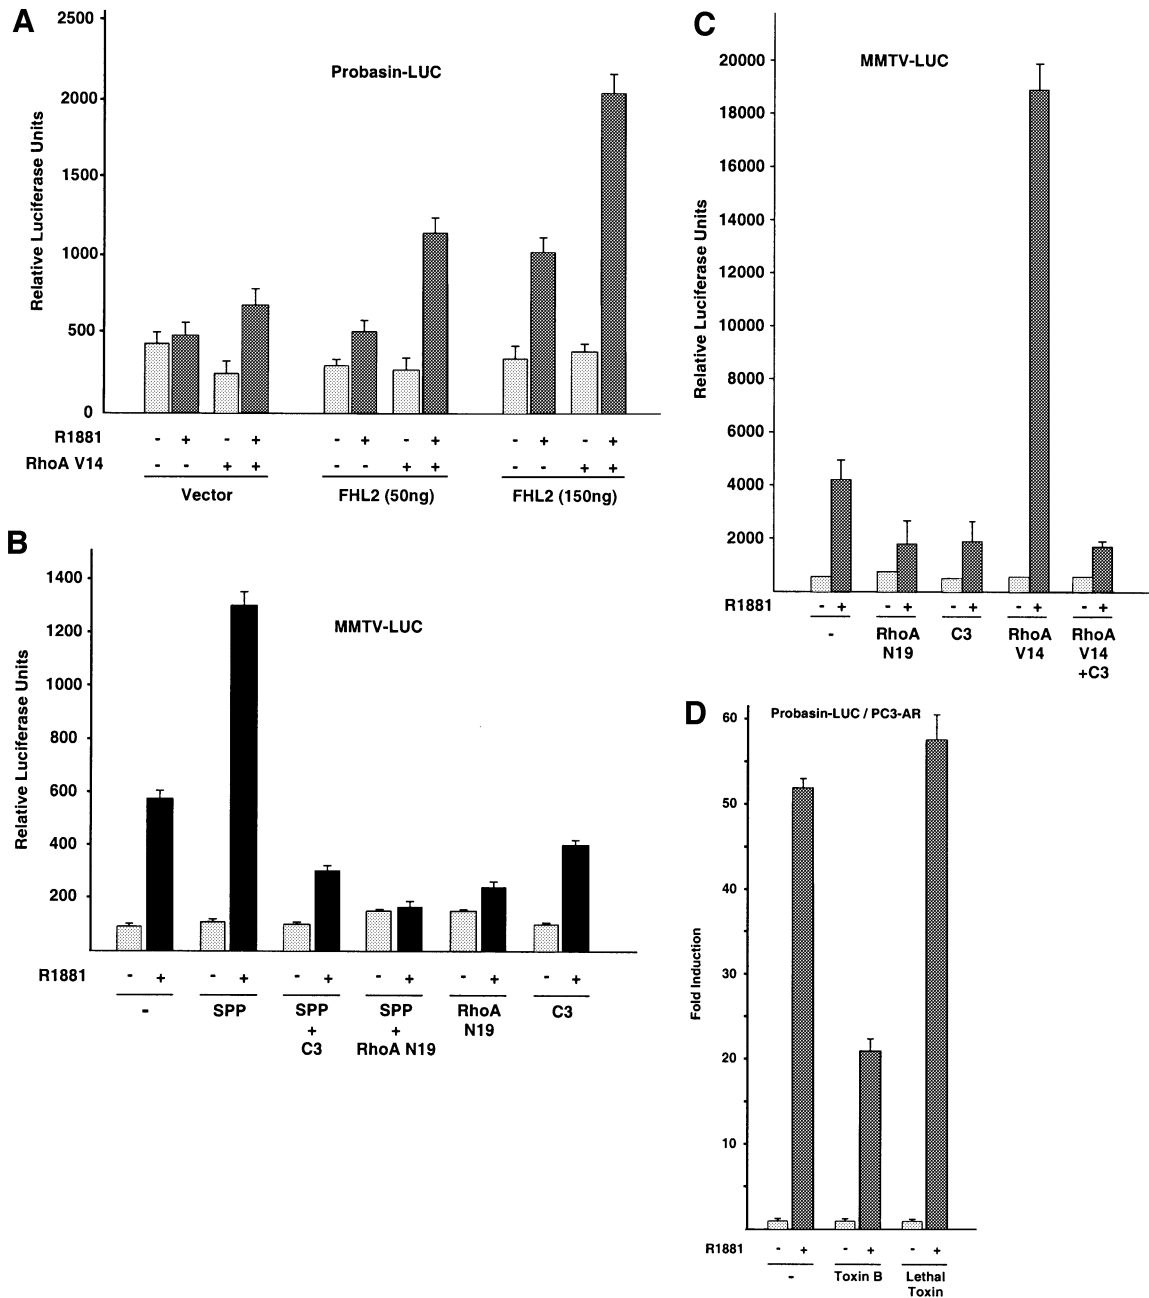 A
Probasin-LUC
Relative Luciferase Units
2500
2000
1500
1000
500
0
R1881 - + - + - + - + - + - +
RhoA V14 - - + + - - + + - - + +
Vector FHL2 (50ng) FHL2 (150ng)
B
MMTV-LUC
Relative Luciferase Units
1400
1200
1000
800
600
400
200
R1881 - + - + - + - + - + - +
- SPP SPP SPP RhoA C3
+ + N19
C3 RhoA N19
C
MMTV-LUC
Relative Luciferase Units
20000
18000
16000
14000
12000
10000
8000
6000
4000
2000
R1881 - + - + - + - + - +
- RhoA C3 RhoA RhoA
N19 V14 V14
+C3
D
Probasin-LUC / PC3-AR
Fold Induction
60
50
40
30
20
10
R1881 - + - + - +
- Toxin B Lethal
Toxin